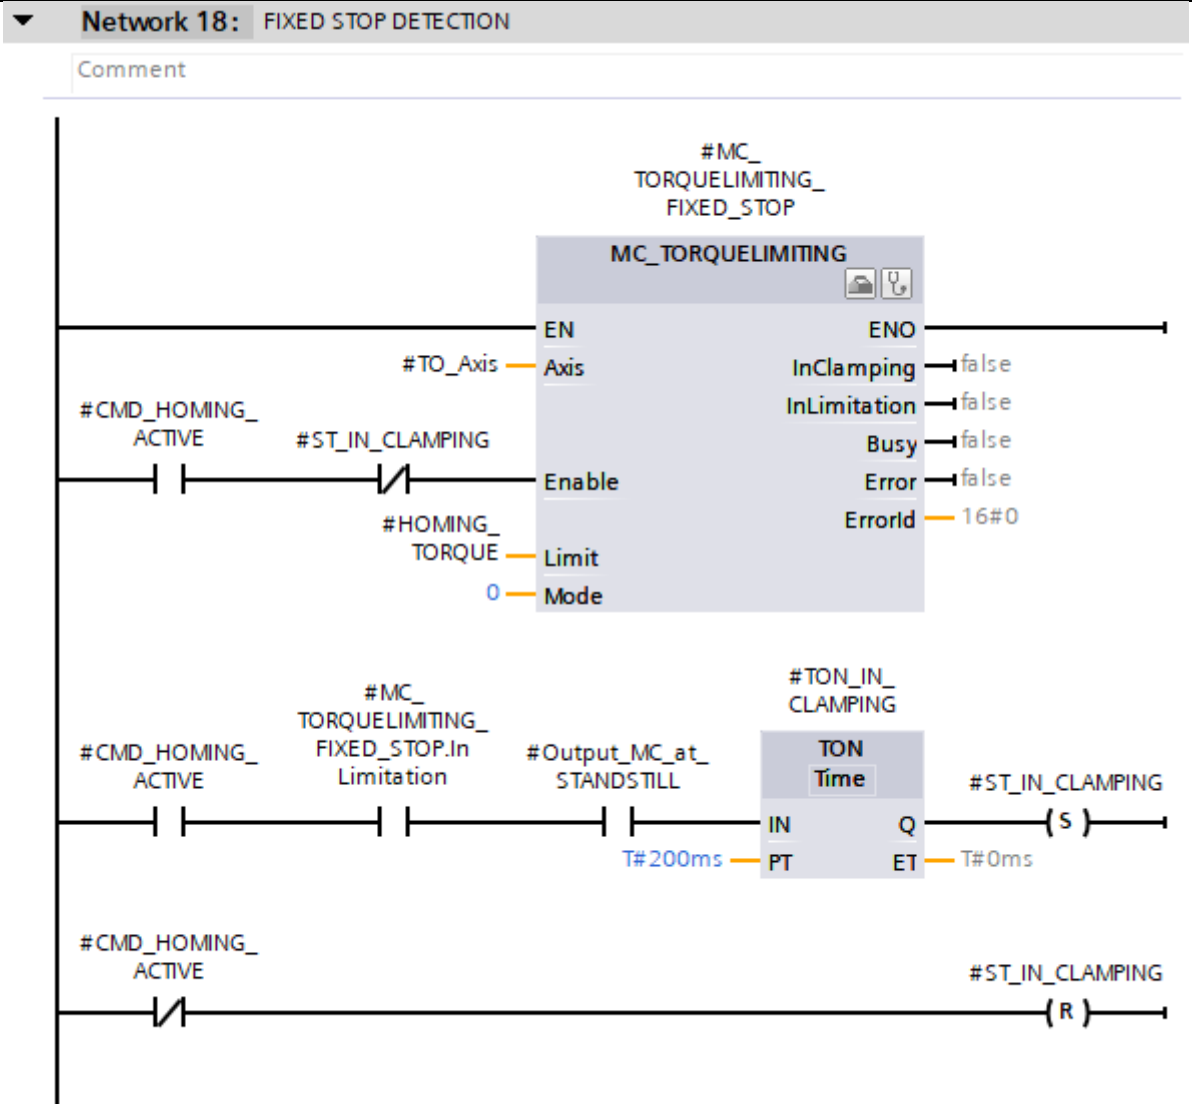 Network 18: FIXED STOP DETECTION
Comment
#MC_
TORQUELIMITING_
FIXED_STOP
MC_TORQUELIMITING
EN ENO
#TO_Axis Axis InClamping false
InLimitation false
#CMD_HOMING_
ACTIVE #ST_IN_CLAMPING Busy false
Enable Error false
#HOMING_
TORQUE ErrorId 16#0
Limit
0 Mode
#TON_IN_
CLAMPING
#MC_
TORQUELIMITING_
FIXED_STOP.In
Limitation
#CMD_HOMING_
ACTIVE
#Output_MC_at_
STANDSTILL
TON
Time
#ST_IN_CLAMPING
IN Q ( S )
T#200ms PT ET T#0ms
#CMD_HOMING_
ACTIVE
#ST_IN_CLAMPING
( R )